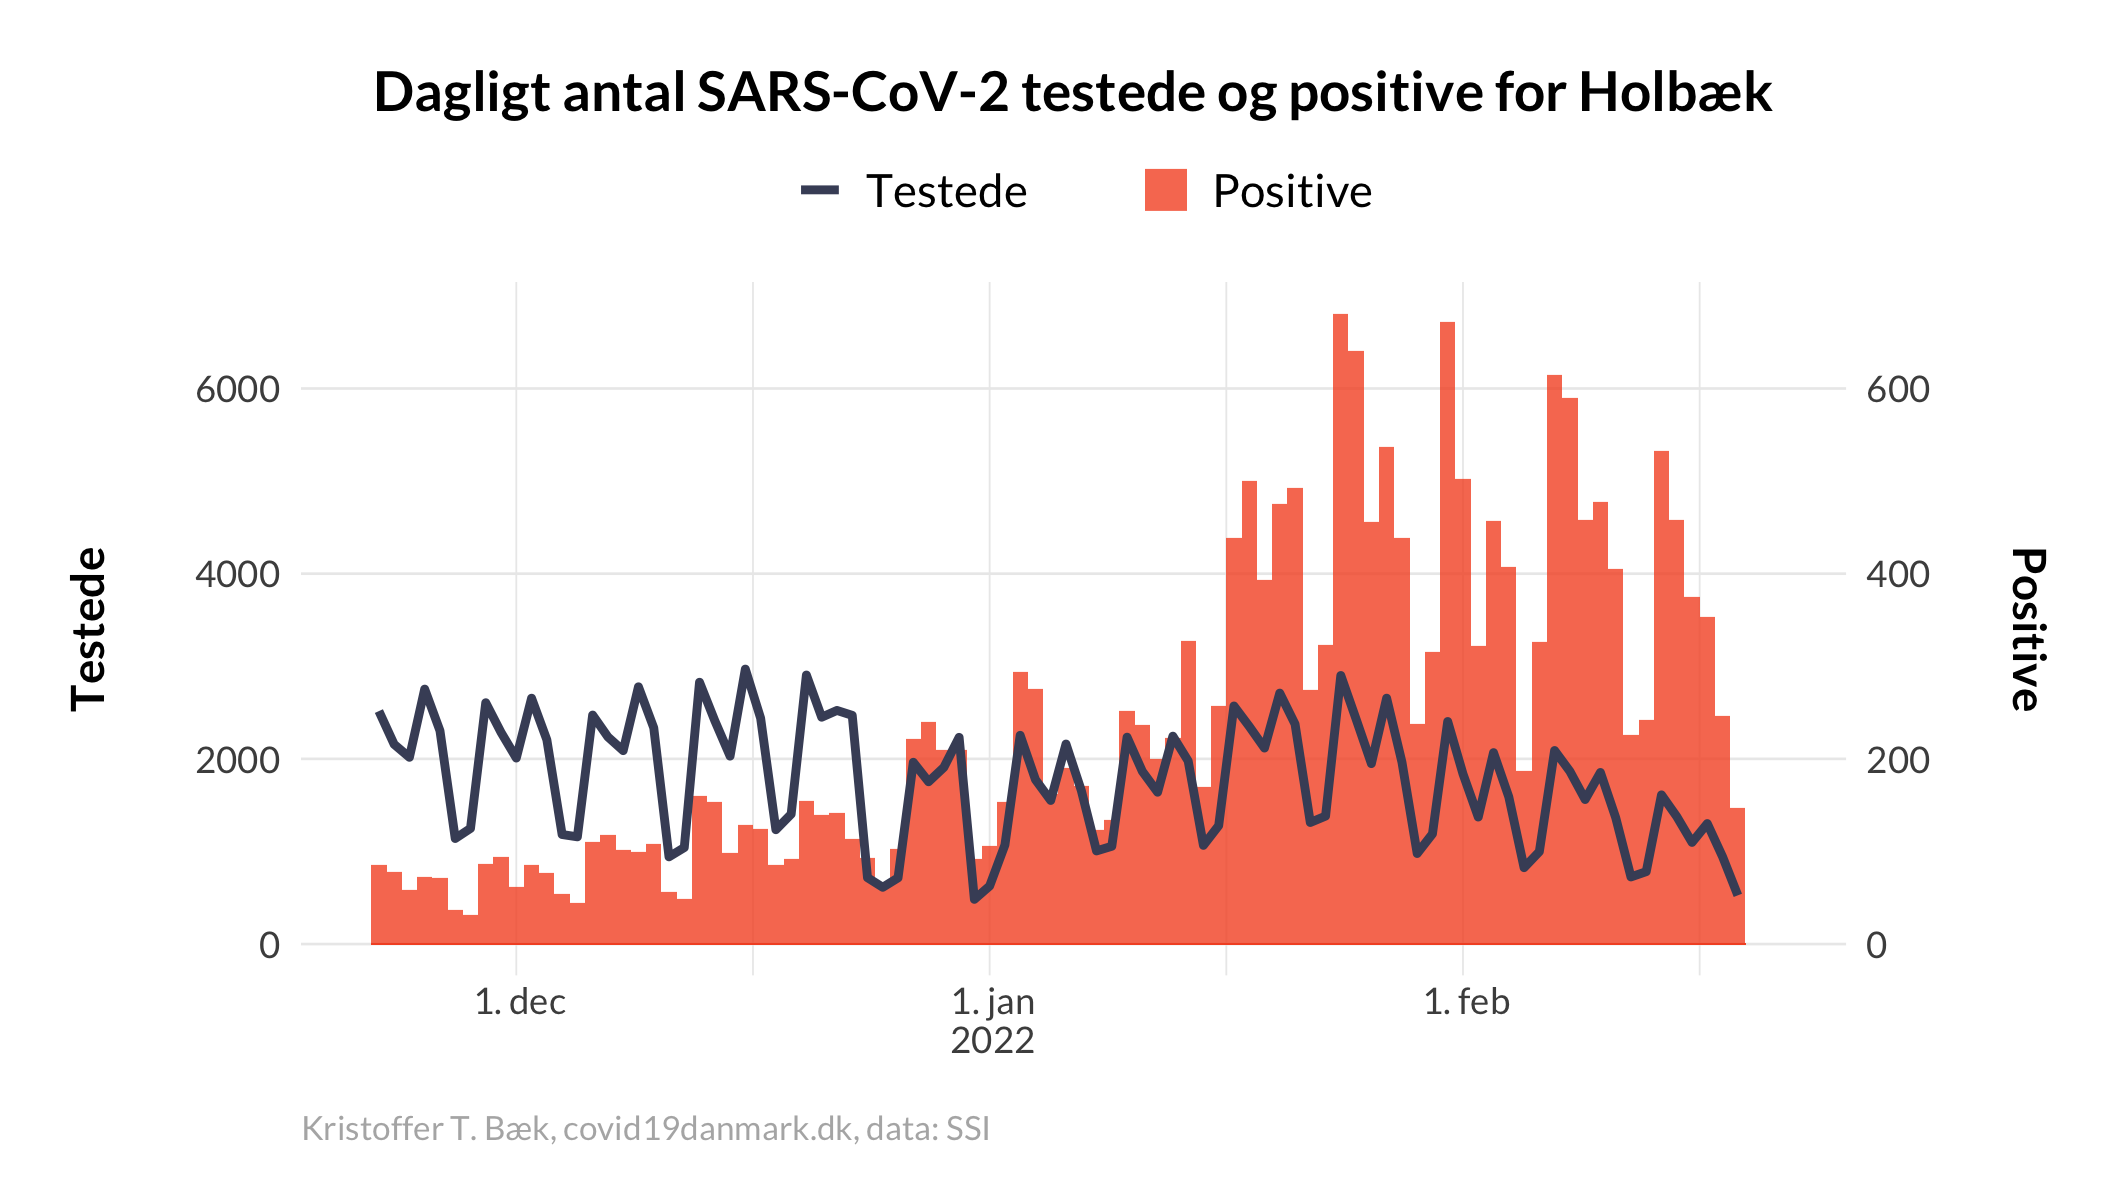 Dagligt antal SARS-CoV-2 testede og positive for Holbæk
Testede
Positive
6000
4000
2000
0
600
400
200
0
Testede
Positive
1. dec
1. jan
2022
1. feb
Kristoffer T. Bæk, covid19danmark.dk, data: SSI